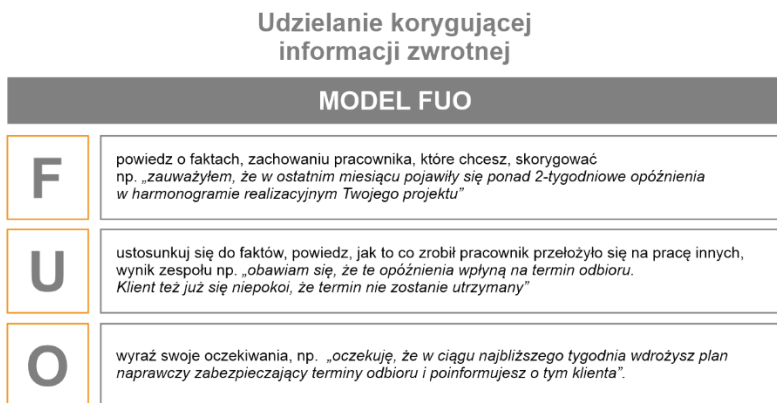 Udzielanie korygującej
informacji zwrotnej
MODEL FUO
F
powiedz o faktach, zachowaniu pracownika, które chcesz, skorygować
np. „zauważyłem, że w ostatnim miesiącu pojawiły się ponad 2-tygodniowe opóźnienia
w harmonogramie realizacyjnym Twojego projektu”
U
ustosunkuj się do faktów, powiedz, jak to co zrobił pracownik przełożyło się na pracę innych,
wynik zespołu np. „obawiam się, że te opóźnienia wpłyną na termin odbioru.
Klient też już się niepokoi, że termin nie zostanie utrzymany”
O
wyraź swoje oczekiwania, np. „oczekuję, że w ciągu najbliższego tygodnia wdrożysz plan
naprawczy zabezpieczający terminy odbioru i poinformujesz o tym klienta”.